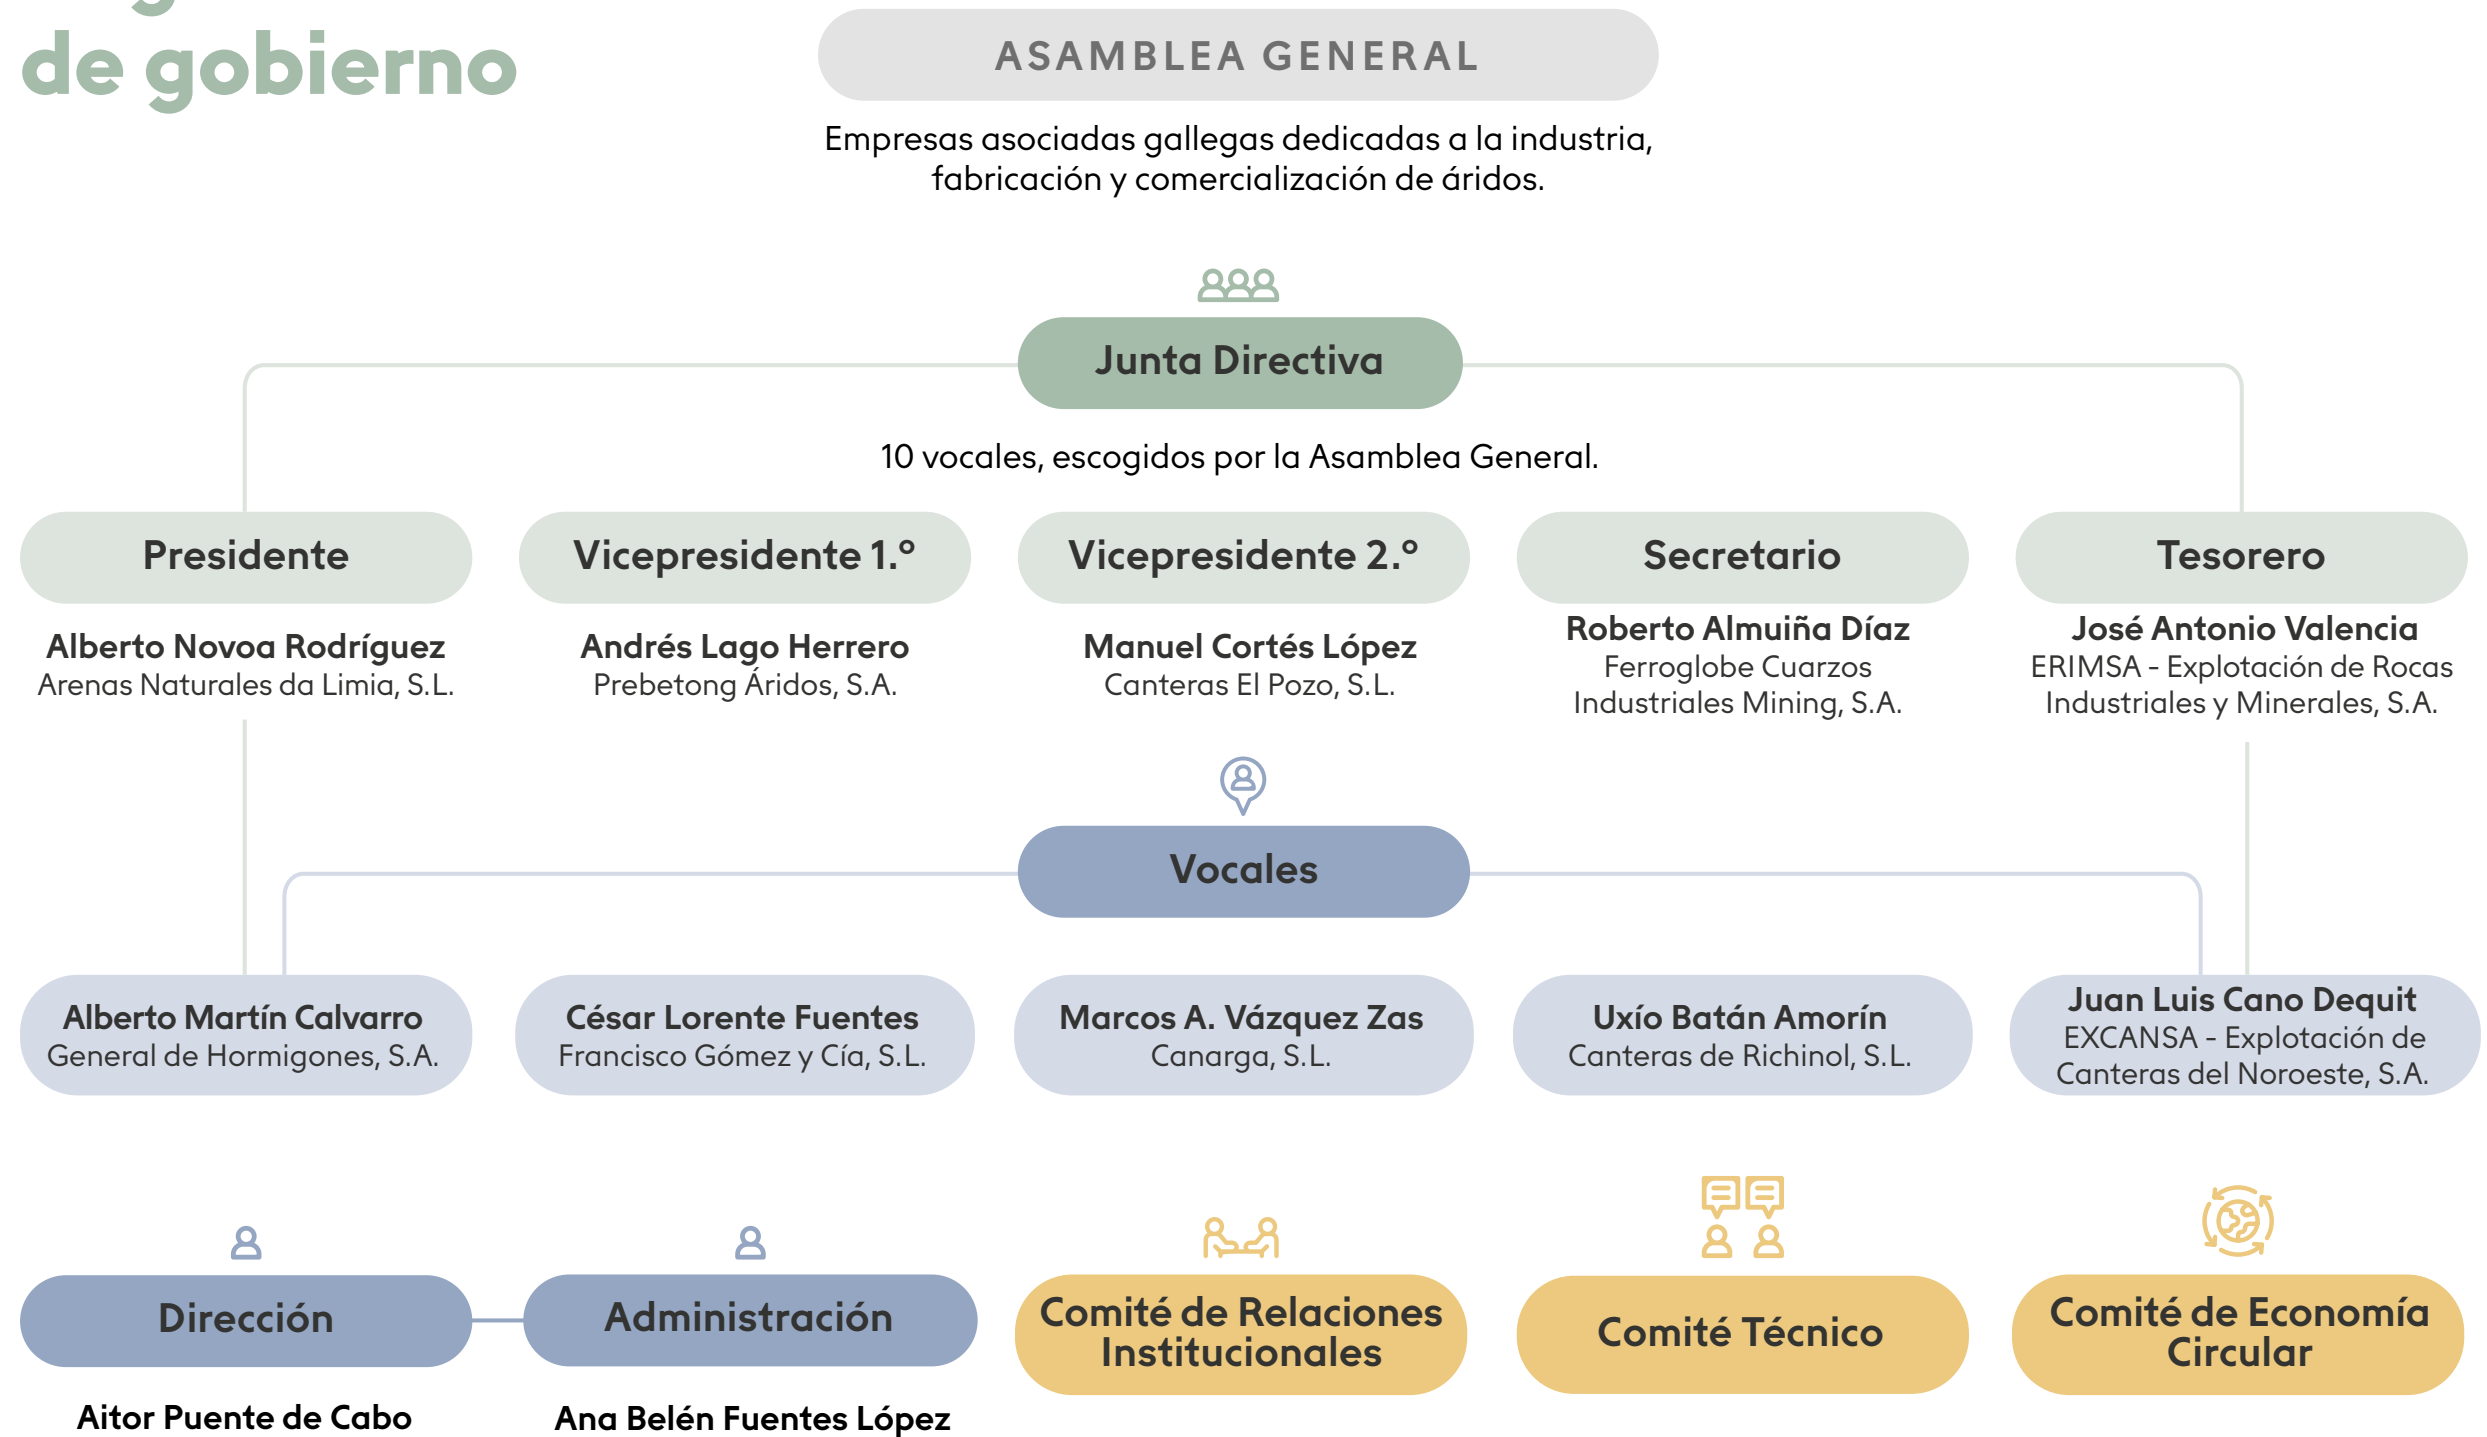 de gobierno
ASAMBLEA GENERAL
Empresas asociadas gallegas dedicadas a la industria,
fabricación y comercialización de áridos.
Junta Directiva
10 vocales, escogidos por la Asamblea General.
Presidente
Alberto Novoa Rodríguez
Arenas Naturales da Limia, S.L.
Vicepresidente 1.º
Andrés Lago Herrero
Prebetong Áridos, S.A.
Vicepresidente 2.º
Manuel Cortés López
Canteras El Pozo, S.L.
Secretario
Roberto Almuiña Díaz
Ferroglobe Cuarzos
Industriales Mining, S.A.
Tesorero
José Antonio Valencia
ERIMSA - Explotación de Rocas
Industriales y Minerales, S.A.
Vocales
Alberto Martín Calvarro
General de Hormigones, S.A.
César Lorente Fuentes
Francisco Gómez y Cía, S.L.
Marcos A. Vázquez Zas
Canarga, S.L.
Uxío Batán Amorín
Canteras de Richinol, S.L.
Juan Luis Cano Dequit
EXCANSA - Explotación de
Canteras del Noroeste, S.A.
Dirección
Aitor Puente de Cabo
Administración
Ana Belén Fuentes López
Comité de Relaciones
Institucionales
Comité Técnico
Comité de Economía
Circular